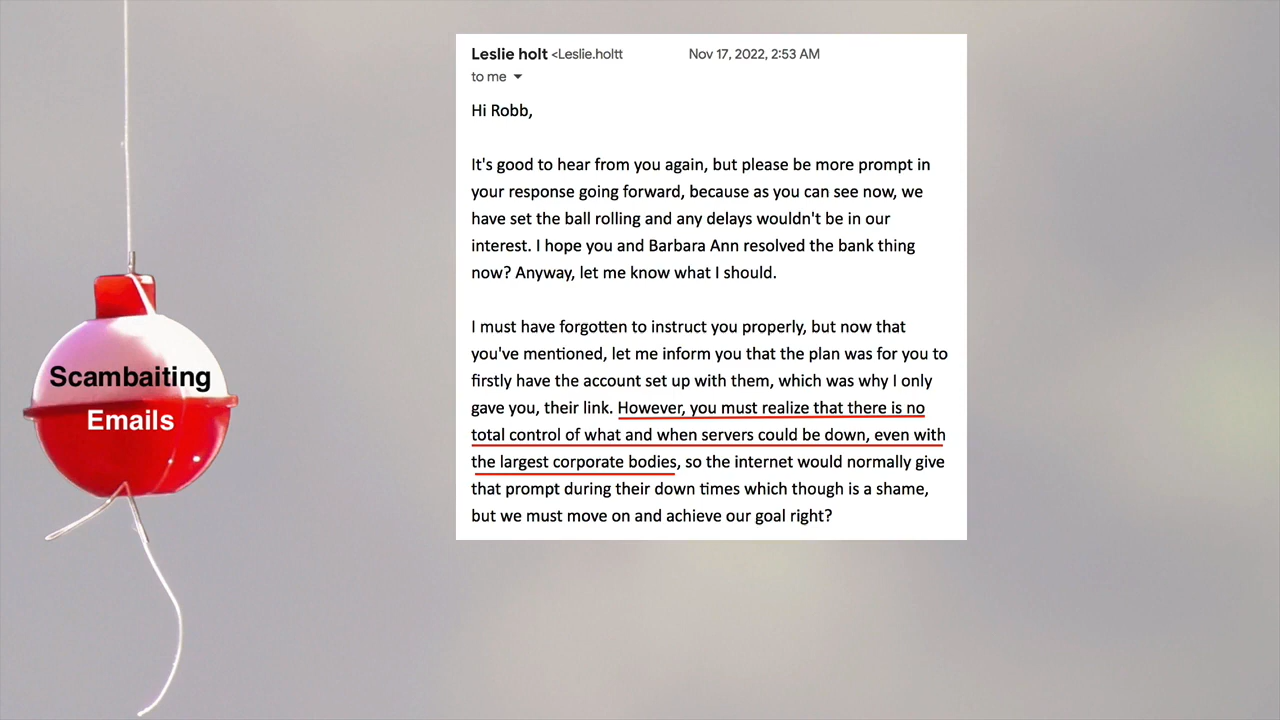 Scambaiting
Emails
Leslie holt <Leslie.holtt
Nov 17, 2022, 2:53 AM
to me
Hi Robb,
It's good to hear from you again, but please be more prompt in
your response going forward, because as you can see now, we
have set the ball rolling and any delays wouldn't be in our
interest. I hope you and Barbara Ann resolved the bank thing
now? Anyway, let me know what I should.
I must have forgotten to instruct you properly, but now that
you've mentioned, let me inform you that the plan was for you to
firstly have the account set up with them, which was why I only
gave you, their link. However, you must realize that there is no
total control of what and when servers could be down, even with
the largest corporate bodies, so the internet would normally give
that prompt during their down times which though is a shame,
but we must move on and achieve our goal right?